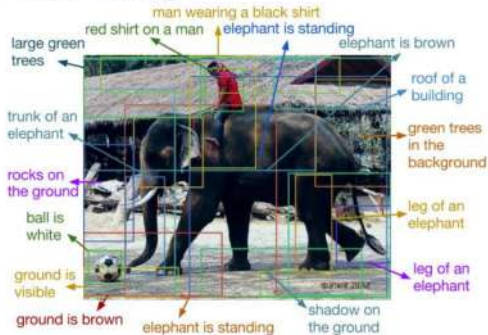 man wearing a black shirt
red shirt on a man
elephant is standing
large green
trees
elephant is brown
roof of a
building
trunk of an
elephant
green trees
in the
background
rocks on
the ground
leg of an
elephant
ball is
white
leg of an
elephant
ground is
visible
shadow on
the ground
ground is brown
elephant is standing